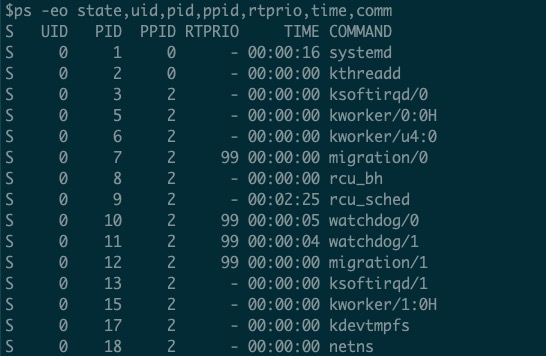 $ps -eo state,uid,pid,ppid,rtprio,time,comm
S   UID   PID  PPID RTPRIO     TIME COMMAND
S     0     1     0      - 00:00:16 systemd
S     0     2     0      - 00:00:00 kthreadd
S     0     3     2      - 00:00:00 ksoftirqd/0
S     0     5     2      - 00:00:00 kworker/0:0H
S     0     6     2      - 00:00:00 kworker/u4:0
S     0     7     2     99 00:00:00 migration/0
S     0     8     2      - 00:00:00 rcu_bh
S     0     9     2      - 00:02:25 rcu_sched
S     0    10     2     99 00:00:05 watchdog/0
S     0    11     2     99 00:00:04 watchdog/1
S     0    12     2     99 00:00:00 migration/1
S     0    13     2      - 00:00:00 ksoftirqd/1
S     0    15     2      - 00:00:00 kworker/1:0H
S     0    17     2      - 00:00:00 kdevtmpfs
S     0    18     2      - 00:00:00 netns